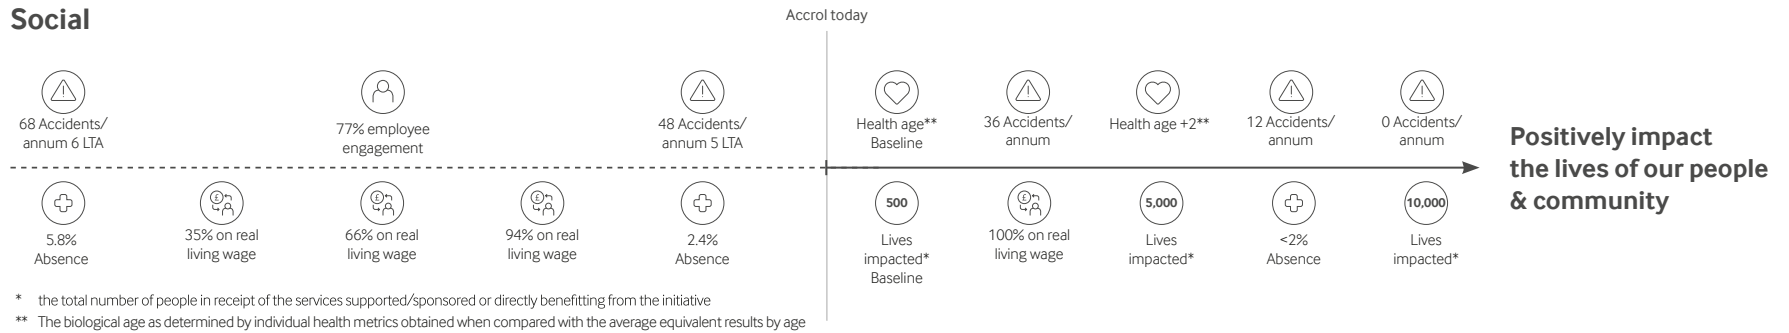 Social
Accrol today
68 Accidents/
annum 6 LTA
77% employee
engagement
48 Accidents/
annum 5 LTA
Health age**
Baseline
36 Accidents/
annum
Health age +2**
12 Accidents/
annum
0 Accidents/
annum
Positively impact
the lives of our people
& community
5.8%
Absence
£
35% on real
living wage
£
66% on real
living wage
£
94% on real
living wage
2.4%
Absence
500
Lives
impacted*
Baseline
£
100% on real
living wage
5,000
Lives
impacted*
<2%
Absence
10,000
Lives
impacted*
* the total number of people in receipt of the services supported/sponsored or directly benefitting from the initiative
** The biological age as determined by individual health metrics obtained when compared with the average equivalent results by age